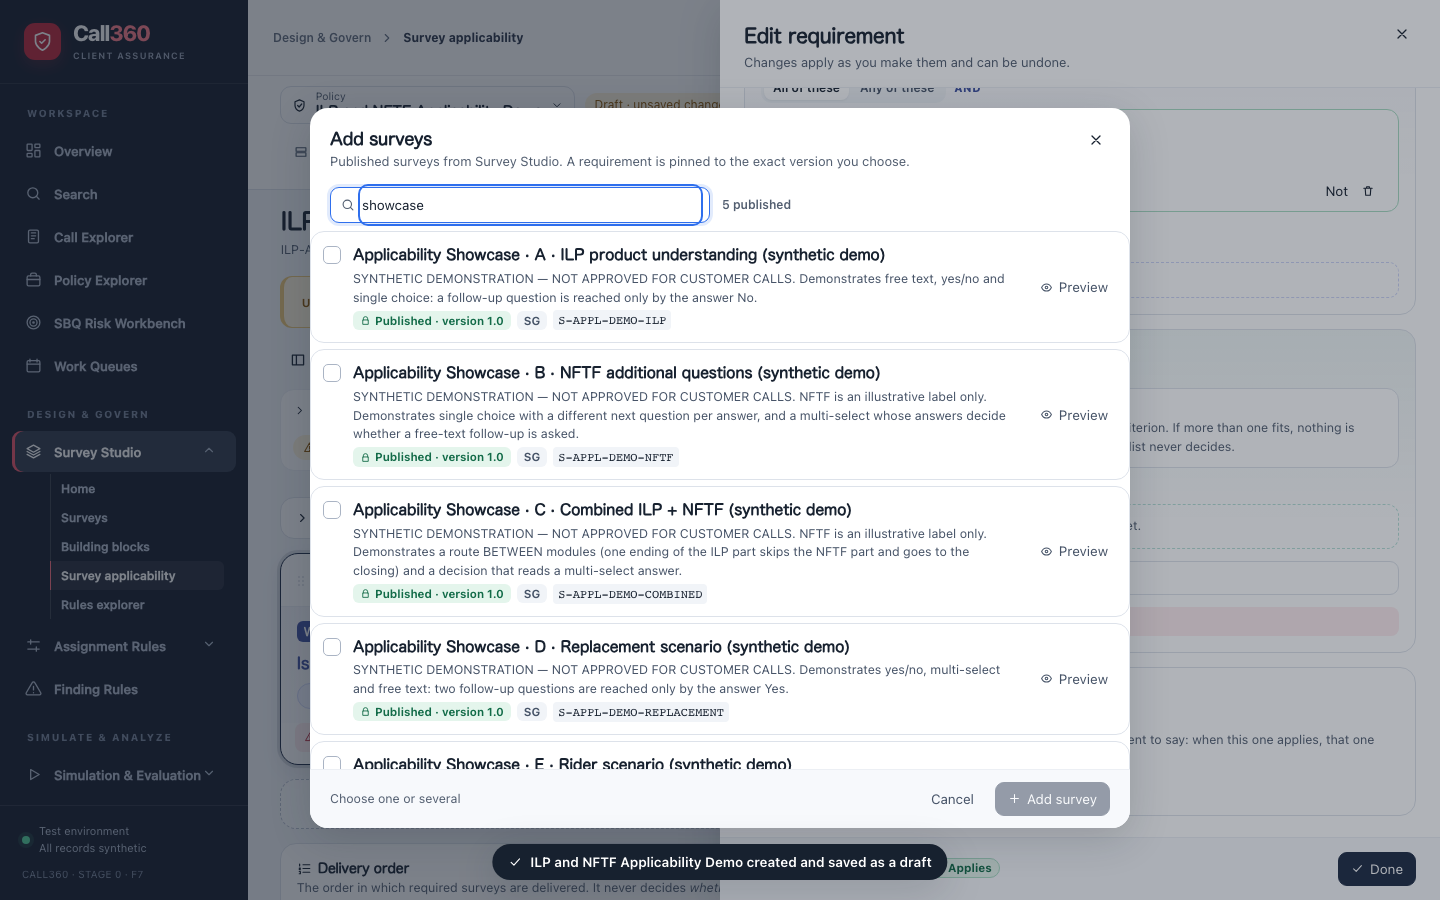 Call360
CLIENT ASSURANCE
WORKSPACE
Overview
Search
Call Explorer
Policy Explorer
SBQ Risk Workbench
Work Queues
DESIGN & GOVERN
Survey Studio
Home
Surveys
Building blocks
Survey applicability
Rules explorer
Assignment Rules
Finding Rules
SIMULATE & ANALYZE
Simulation & Evaluation
Test environment
All records synthetic
CALL360 · STAGE 0 · F7
Design & Govern > Survey applicability
Policy
Draft · unsaved
Edit requirement
Changes apply as you make them and can be undone.
All of these Any of these AND
Not
Add surveys
Published surveys from Survey Studio. A requirement is pinned to the exact version you choose.
showcase
5 published
Applicability Showcase · A · ILP product understanding (synthetic demo)
SYNTHETIC DEMONSTRATION — NOT APPROVED FOR CUSTOMER CALLS. Demonstrates free text, yes/no and
single choice: a follow-up question is reached only by the answer No.
Published · version 1.0 SG S-APPL-DEMO-ILP
Preview
Applicability Showcase · B · NFTF additional questions (synthetic demo)
SYNTHETIC DEMONSTRATION — NOT APPROVED FOR CUSTOMER CALLS. NFTF is an illustrative label only.
Demonstrates single choice with a different next question per answer, and a multi-select whose answers decide
whether a free-text follow-up is asked.
Published · version 1.0 SG S-APPL-DEMO-NFTF
Preview
Applicability Showcase · C · Combined ILP + NFTF (synthetic demo)
SYNTHETIC DEMONSTRATION — NOT APPROVED FOR CUSTOMER CALLS. NFTF is an illustrative label only.
Demonstrates a route BETWEEN modules (one ending of the ILP part skips the NFTF part and goes to the
closing) and a decision that reads a multi-select answer.
Published · version 1.0 SG S-APPL-DEMO-COMBINED
Preview
Applicability Showcase · D · Replacement scenario (synthetic demo)
SYNTHETIC DEMONSTRATION — NOT APPROVED FOR CUSTOMER CALLS. Demonstrates yes/no, multi-select
and free text: two follow-up questions are reached only by the answer Yes.
Published · version 1.0 SG S-APPL-DEMO-REPLACEMENT
Preview
Applicability Showcase · E · Rider scenario (synthetic demo)
Choose one or several
Cancel
+ Add survey
If more than one fits, nothing is
list never decides.
ent to say: when this one applies, that one
Delivery order
The order in which required surveys are delivered. It never decides
ILP and NFTF Applicability Demo created and saved as a draft
Applies
Done